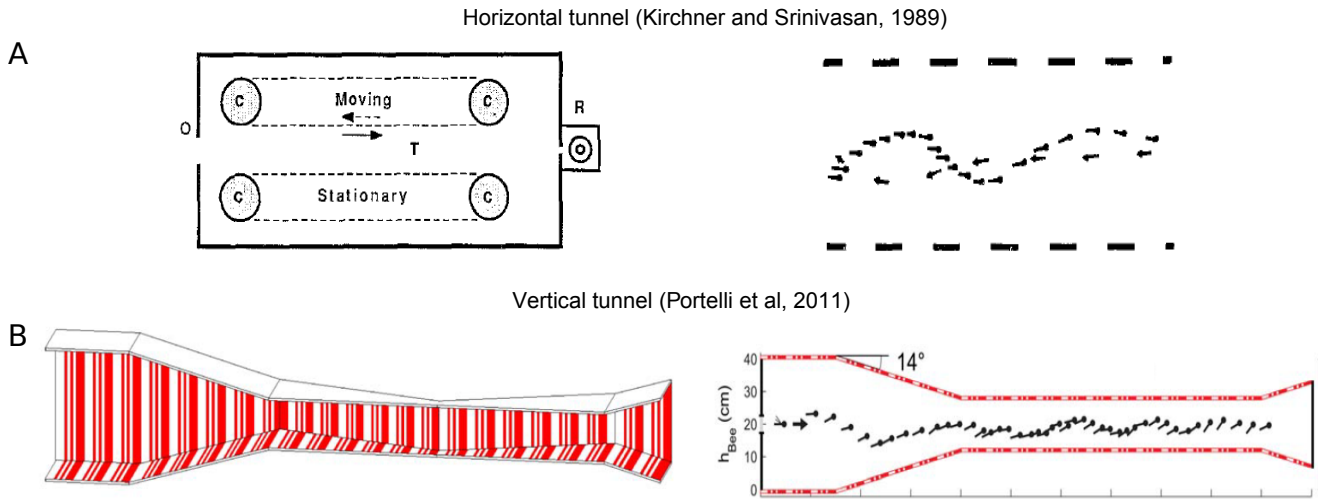 Horizontal tunnel (Kirchner and Srinivasan, 1989)
A
C Moving C
R
O
T
C Stationary C
Vertical tunnel (Portelli et al, 2011)
B
14°
40
30
20
10
0
hBee (cm)